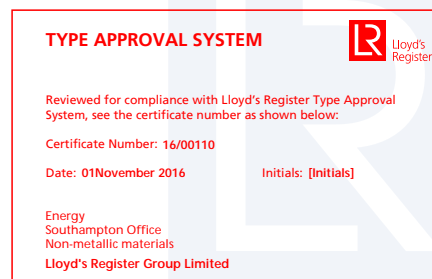 TYPE APPROVAL SYSTEM
LR
Lloyd's
Register
Reviewed for compliance with Lloyd's Register Type Approval
System, see the certificate number as shown below:
Certificate Number: 16/00110
Date: 01November 2016 Initials: [Initials]
Energy
Southampton Office
Non-metallic materials
Lloyd's Register Group Limited